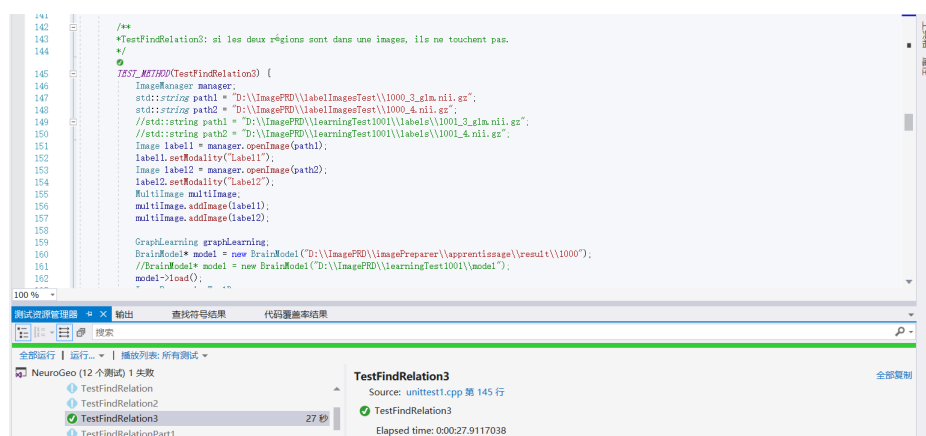 141
142 /**
143 *TestFindRelation3: si les deux régions sont dans une images, ils ne touchent pas.
144 */
145 TEST_METHOD(TestFindRelation3) {
146 ImageManager manager;
147 std::string path1 = "D:\\ImagePRD\\labelImagesTest\\1000_3_glm.nii.gz";
148 std::string path2 = "D:\\ImagePRD\\labelImagesTest\\1000_4.nii.gz";
149 //std::string path1 = "D:\\ImagePRD\\learningTest1001\\labels\\1001_3_glm.nii.gz";
150 //std::string path2 = "D:\\ImagePRD\\learningTest1001\\labels\\1001_4.nii.gz";
151 Image label1 = manager.openImage(path1);
152 label1.setModality("Label1");
153 Image label2 = manager.openImage(path2);
154 label2.setModality("Label2");
155 MultiImage multiImage;
156 multiImage.addImage(label1);
157 multiImage.addImage(label2);
158
159 GraphLearning graphLearning;
160 BrainModel* model = new BrainModel("D:\\ImagePRD\\imagePreparer\\apprentissage\\result\\1000");
161 //BrainModel* model = new BrainModel("D:\\ImagePRD\\learningTest1001\\model");
162 model->load();
100 %
测试资源管理器 输出 查找符号结果 代码覆盖率结果
搜索
全部运行 | 运行... | 播放列表: 所有测试
NeuroGeo (12 个测试) 1 失败
TestFindRelation
TestFindRelation2
TestFindRelation3 27 秒
TestFindRelationPart1
TestFindRelation3 全部复制
Source: unittest1.cpp 第 145 行
TestFindRelation3
Elapsed time: 0:00:27.9117038